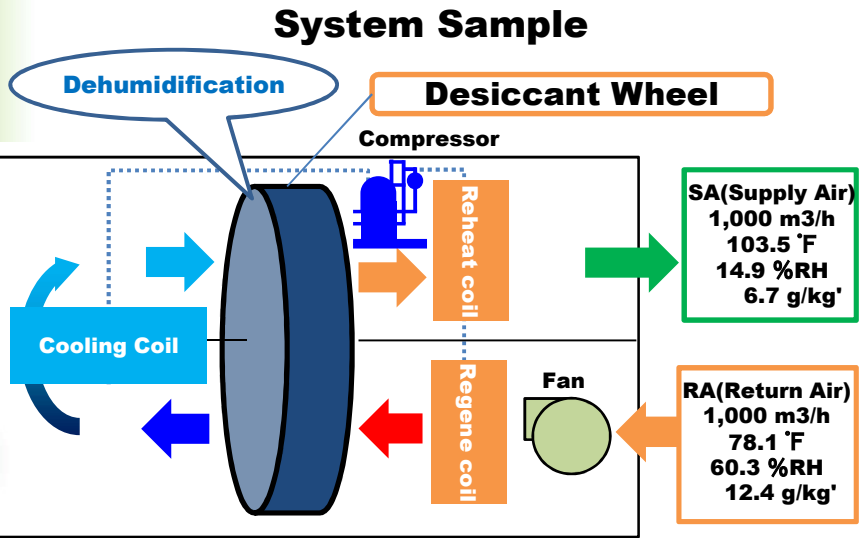 System Sample
Dehumidification
Desiccant Wheel
Compressor
Reheat coil
SA(Supply Air)
1,000 m3/h
103.5 ℉
14.9 %RH
6.7 g/kg'
Cooling Coil
Regene coil
Fan
RA(Return Air)
1,000 m3/h
78.1 ℉
60.3 %RH
12.4 g/kg'